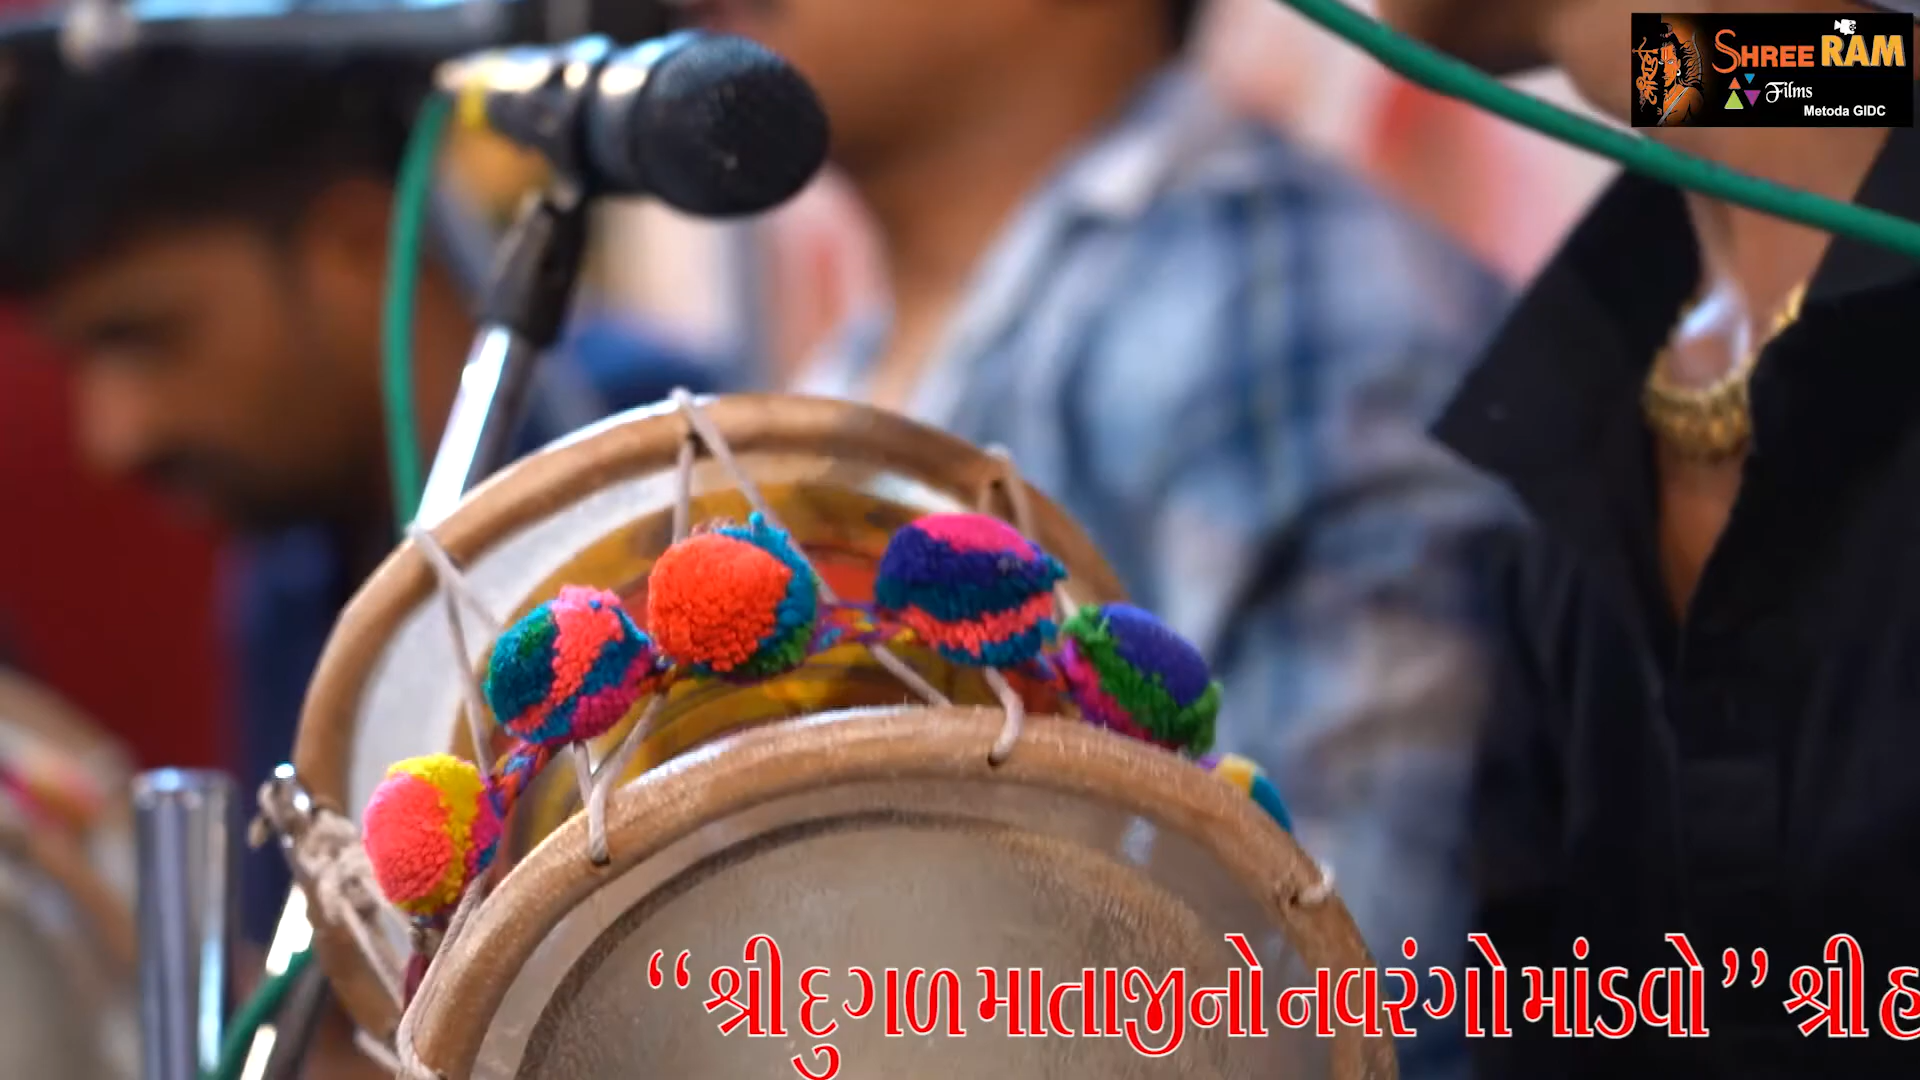 SHREE RAM
Films
Metoda GIDC
“શ્રી દુગળ માતાજીનો નવરંગો માંડવો” શ્રી હ